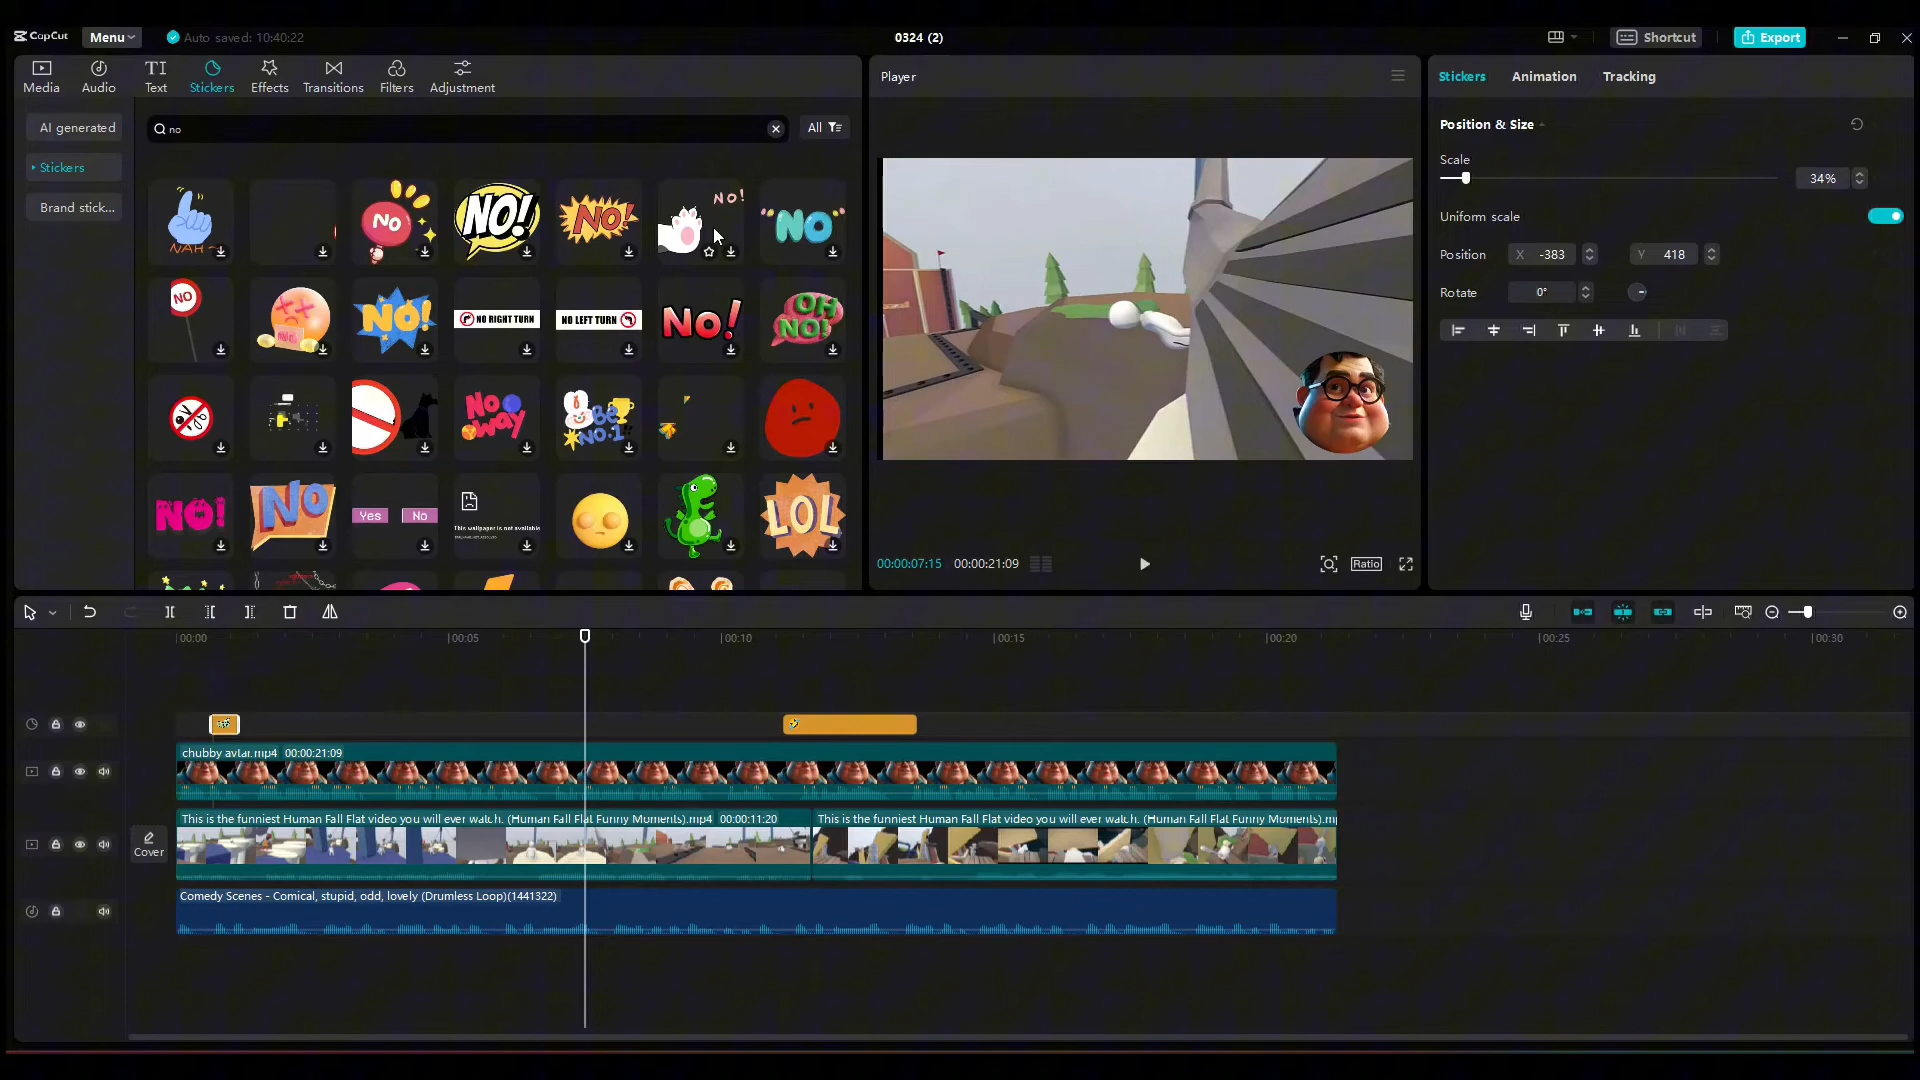 CapCut
Menu
Auto saved: 10:40:22
0324 (2)
Shortcut
Export
Media
Audio
Text
Stickers
Effects
Transitions
Filters
Adjustment
Player
Stickers
Animation
Tracking
AI generated
Stickers
Brand stick...
no
All
Position & Size
Scale
34%
Uniform scale
Position
X -383
Y 418
Rotate
0°
NAH~
NO
NO!
NO!
NO!
"NO"
NO
NO!
NO RIGHT TURN
NO LEFT TURN
No!
OH NO!
No way
Be NO.1
NO!
NO
Yes
No
This wallpaper is not available
LOL
00:00:07:15
00:00:21:09
Ratio
00:00
00:05
00:10
00:15
00:20
00:25
00:30
chubby avtar.mp4 00:00:21:09
This is the funniest Human Fall Flat video you will ever watch. (Human Fall Flat Funny Moments).mp4 00:00:11:20
This is the funniest Human Fall Flat video you will ever watch. (Human Fall Flat Funny Moments).m
Cover
Comedy Scenes - Comical, stupid, odd, lovely (Drumless Loop)(1441322)